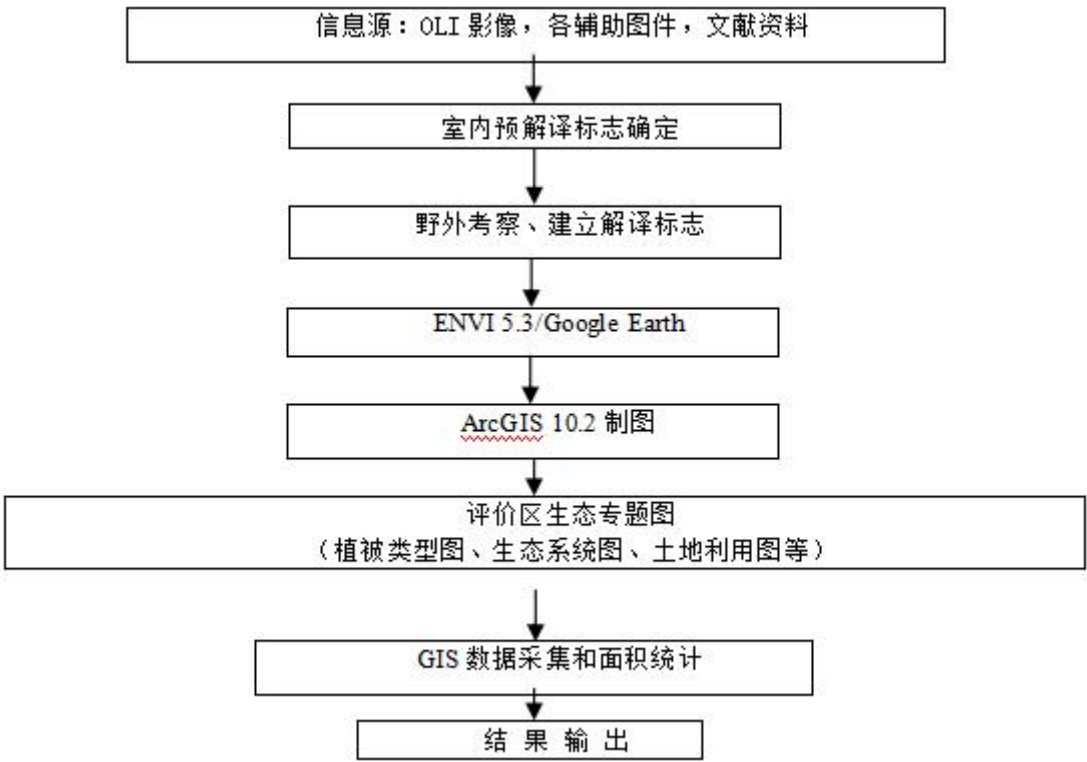 信息源：OLI 影像，各辅助图件，文献资料
室内预解译标志确定
野外考察、建立解译标志
ENVI 5.3/Google Earth
ArcGIS 10.2 制图
评价区生态专题图
（植被类型图、生态系统图、土地利用图等）
GIS 数据采集和面积统计
结 果 输 出